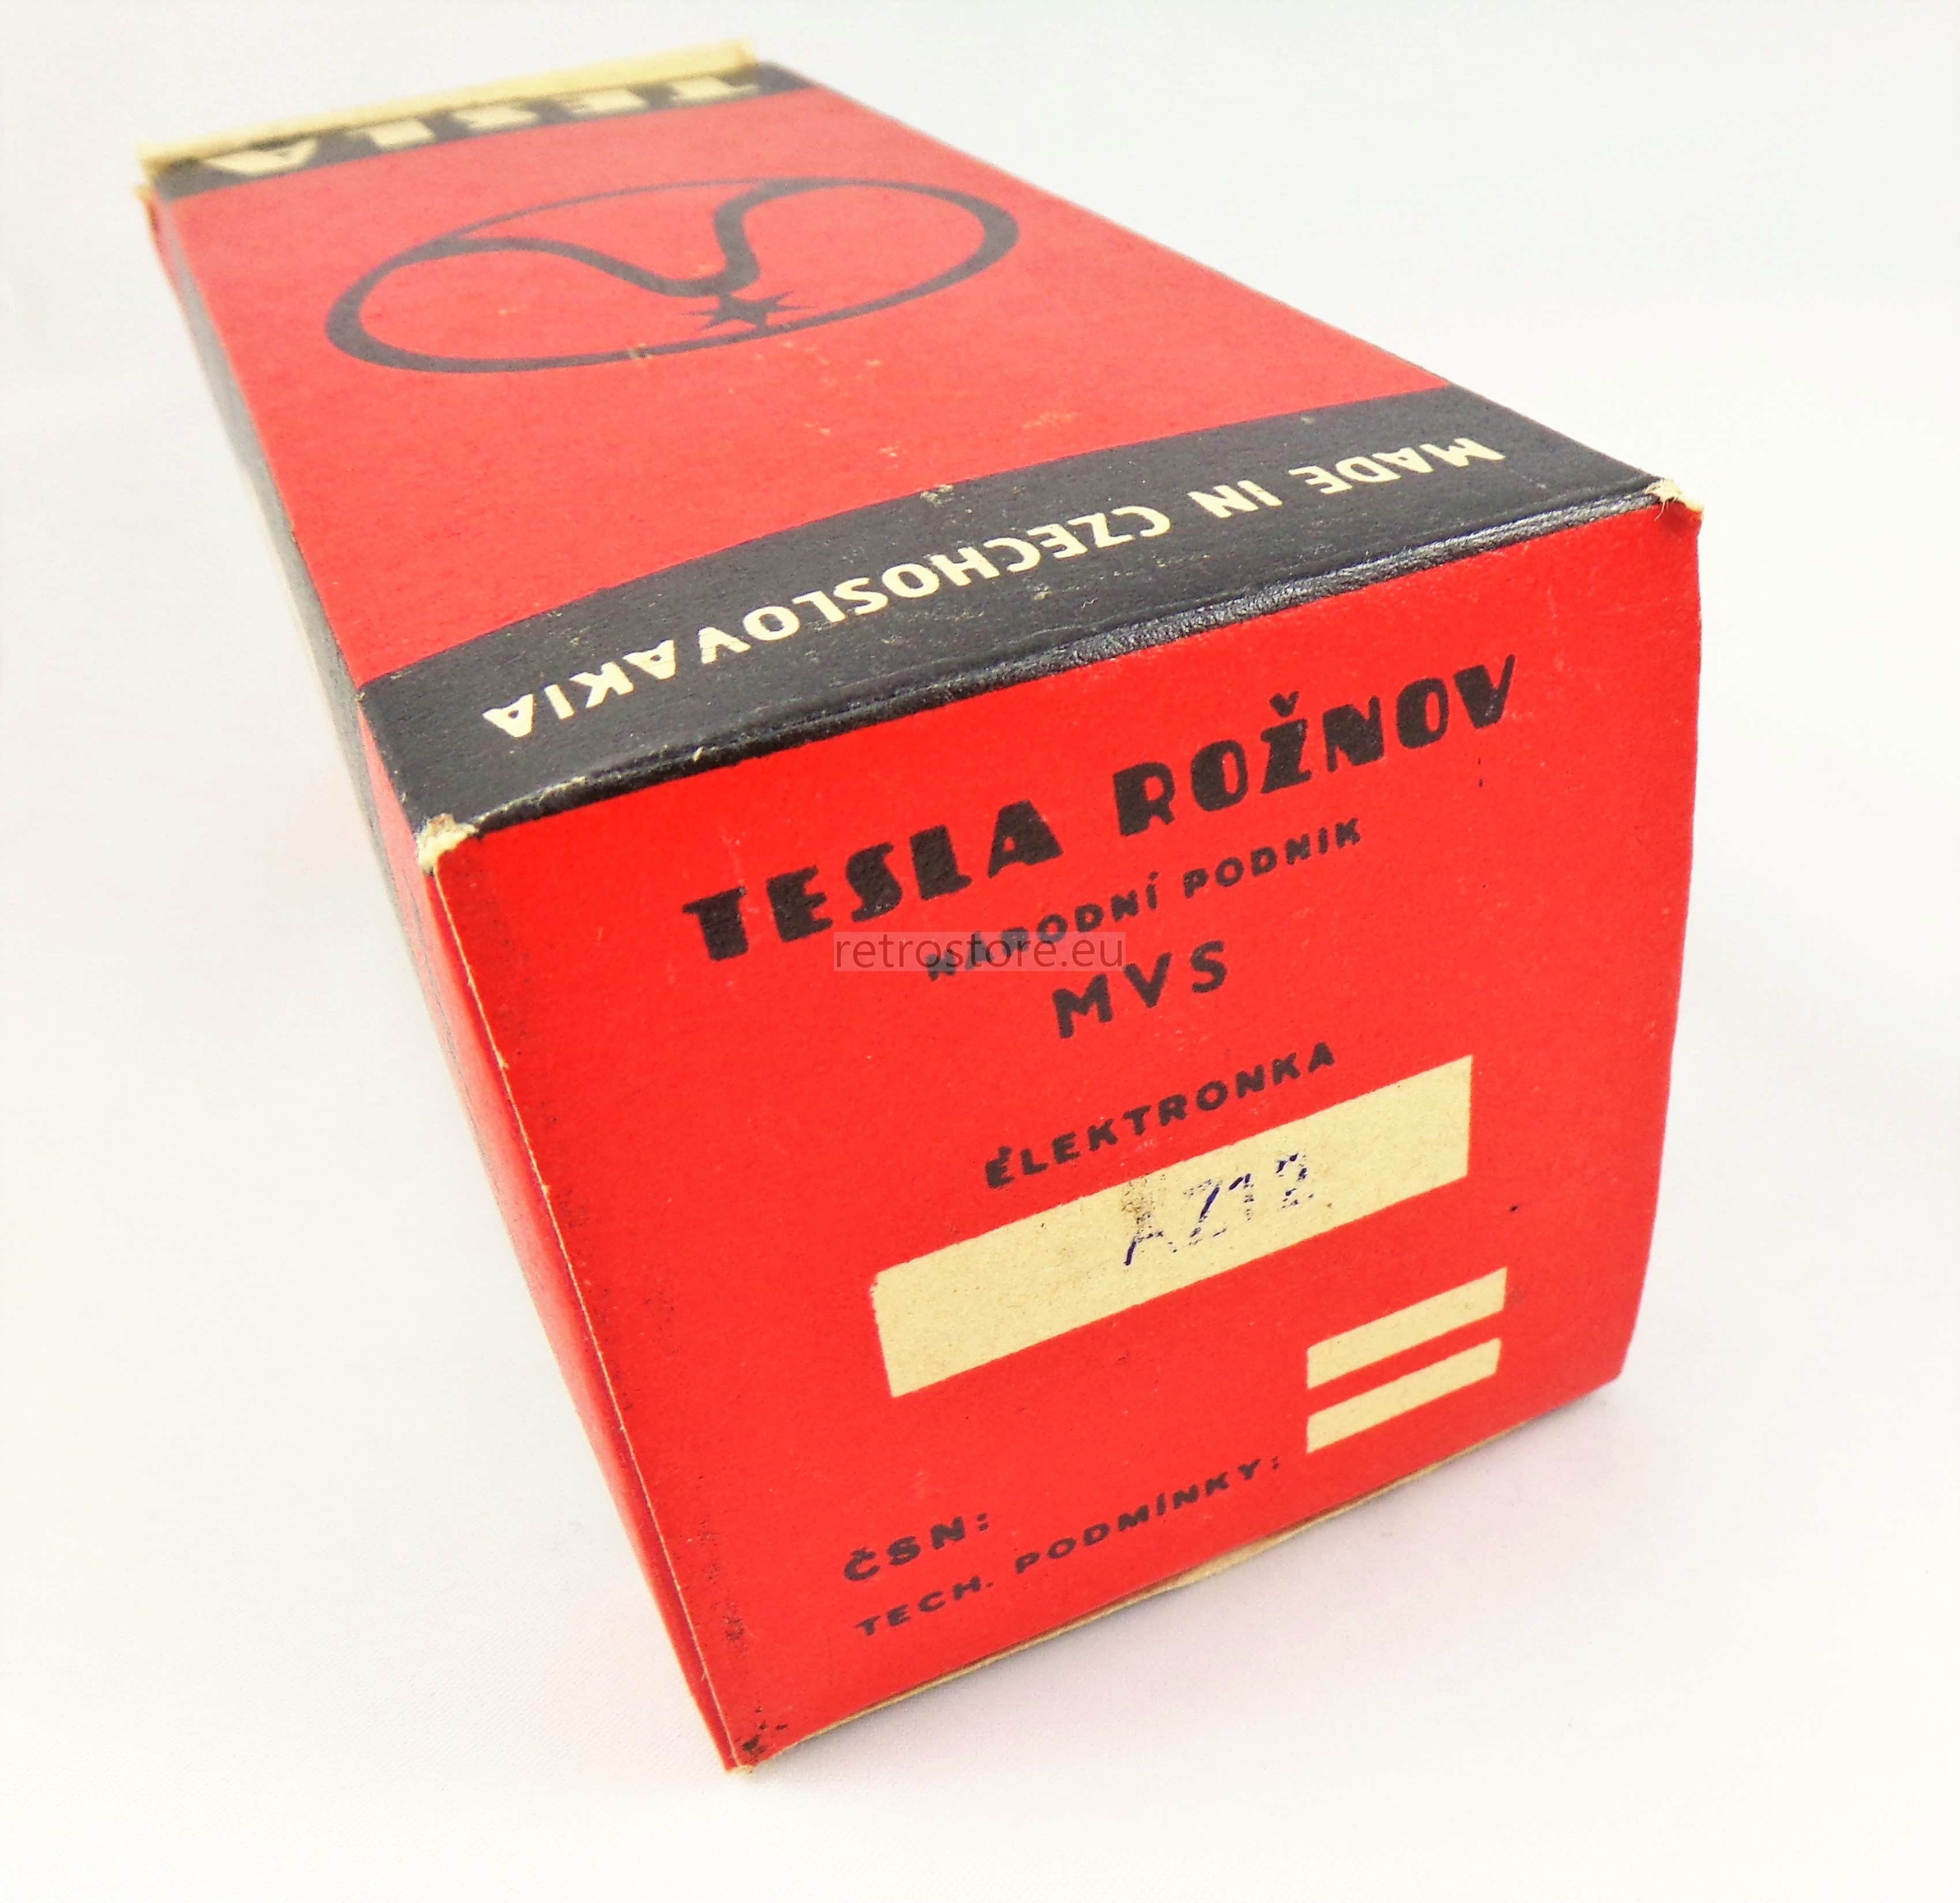 TESLA
MADE IN CZECHOSLOVAKIA
TESLA ROŽNOV
NÁRODNÍ PODNIK
retrostore.eu
MVS
ELEKTRONKA
AZ12
ČSN:
TECH. PODMÍNKY: